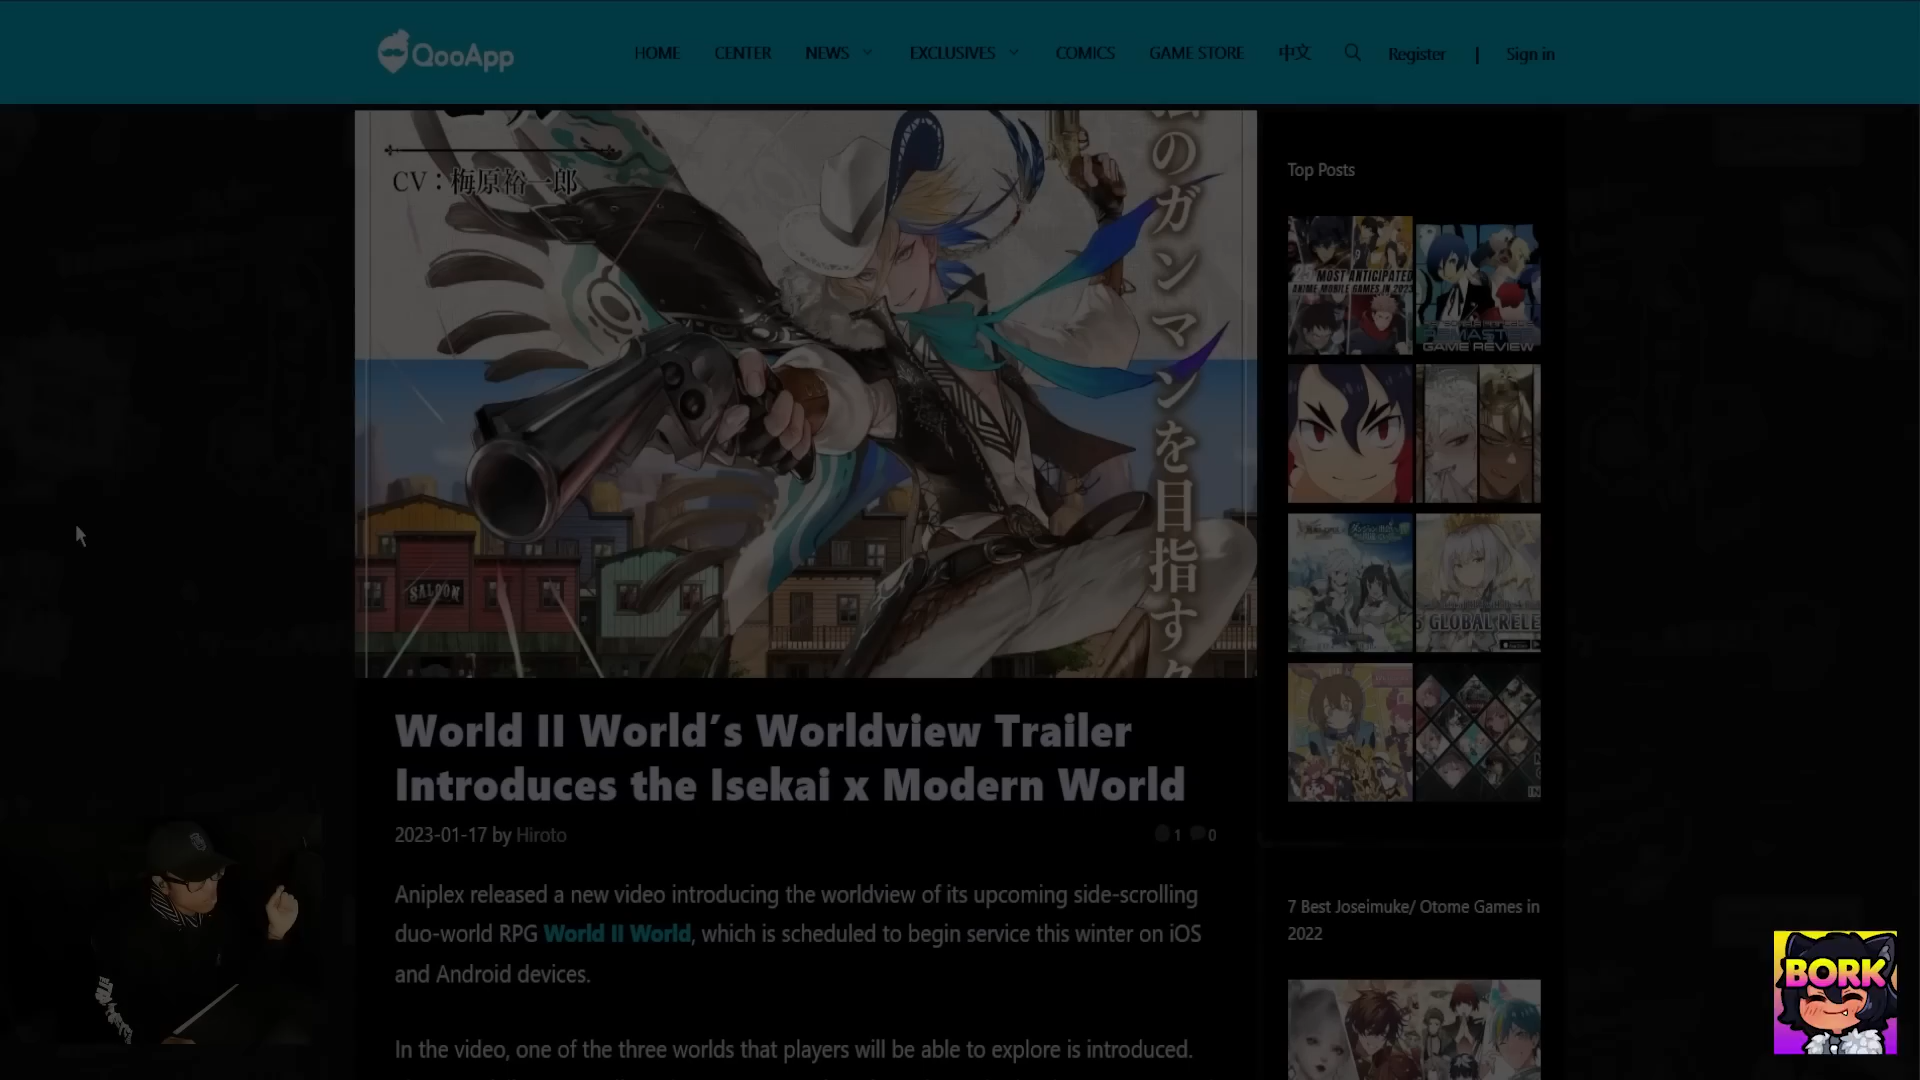 QooApp
HOME
CENTER
NEWS
EXCLUSIVES
COMICS
GAME STORE
中文
Register
|
Sign in
CV：梅原裕一郎
のガンマンを目指す
SALOON
World II World’s Worldview Trailer
Introduces the Isekai x Modern World
2023-01-17 by Hiroto
1
0
Aniplex released a new video introducing the worldview of its upcoming side-scrolling
duo-world RPG World II World, which is scheduled to begin service this winter on iOS
and Android devices.
In the video, one of the three worlds that players will be able to explore is introduced.
Top Posts
25 MOST ANTICIPATED
ANIME MOBILE GAMES IN 2023
GAME REVIEW
GLOBAL RELE
7 Best Joseimuke/ Otome Games in
2022
BORK